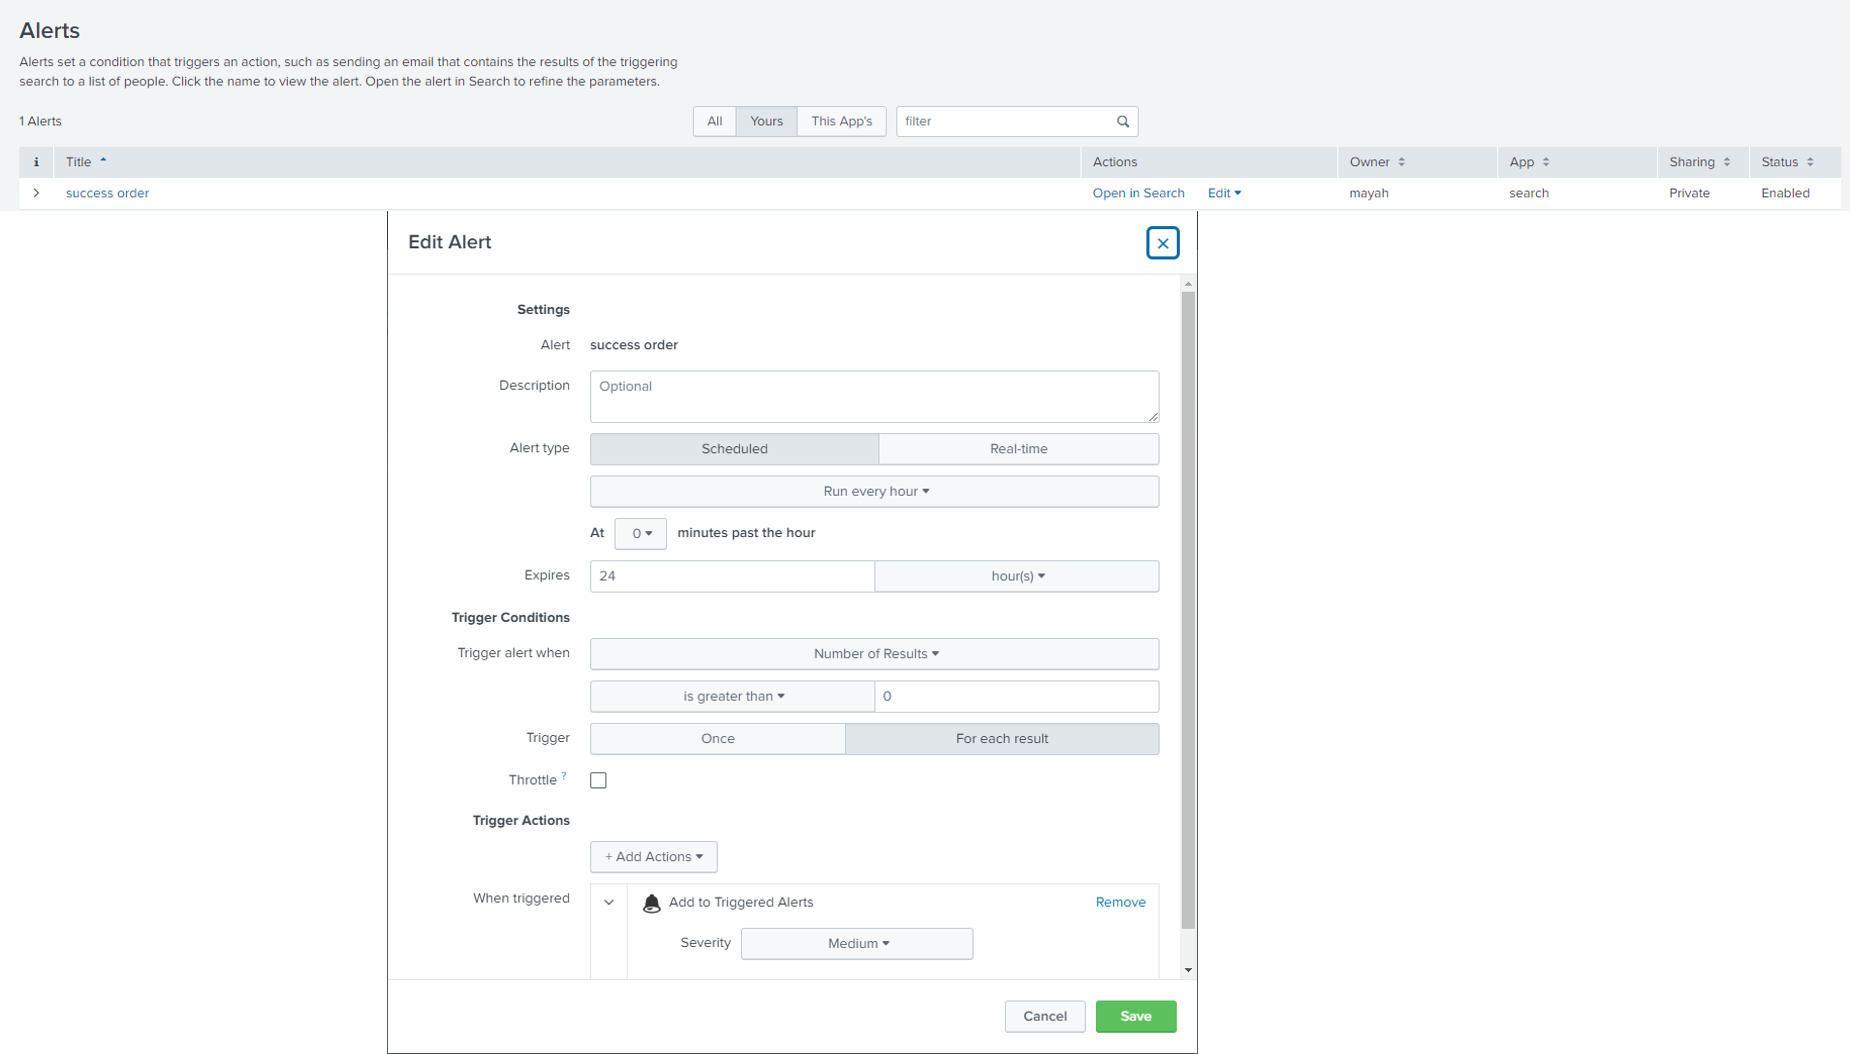 Alerts
Alerts set a condition that triggers an action, such as sending an email that contains the results of the triggering
search to a list of people. Click the name to view the alert. Open the alert in Search to refine the parameters.
1 Alerts
All Yours This App's filter
i Title Actions Owner App Sharing Status
success order Open in Search Edit mayah search Private Enabled
Edit Alert
Settings
Alert success order
Description Optional
Alert type Scheduled Real-time
Run every hour
At 0 minutes past the hour
Expires 24 hour(s)
Trigger Conditions
Trigger alert when Number of Results
is greater than 0
Trigger Once For each result
Throttle ?
Trigger Actions
+ Add Actions
When triggered Add to Triggered Alerts Remove
Severity Medium
Cancel Save